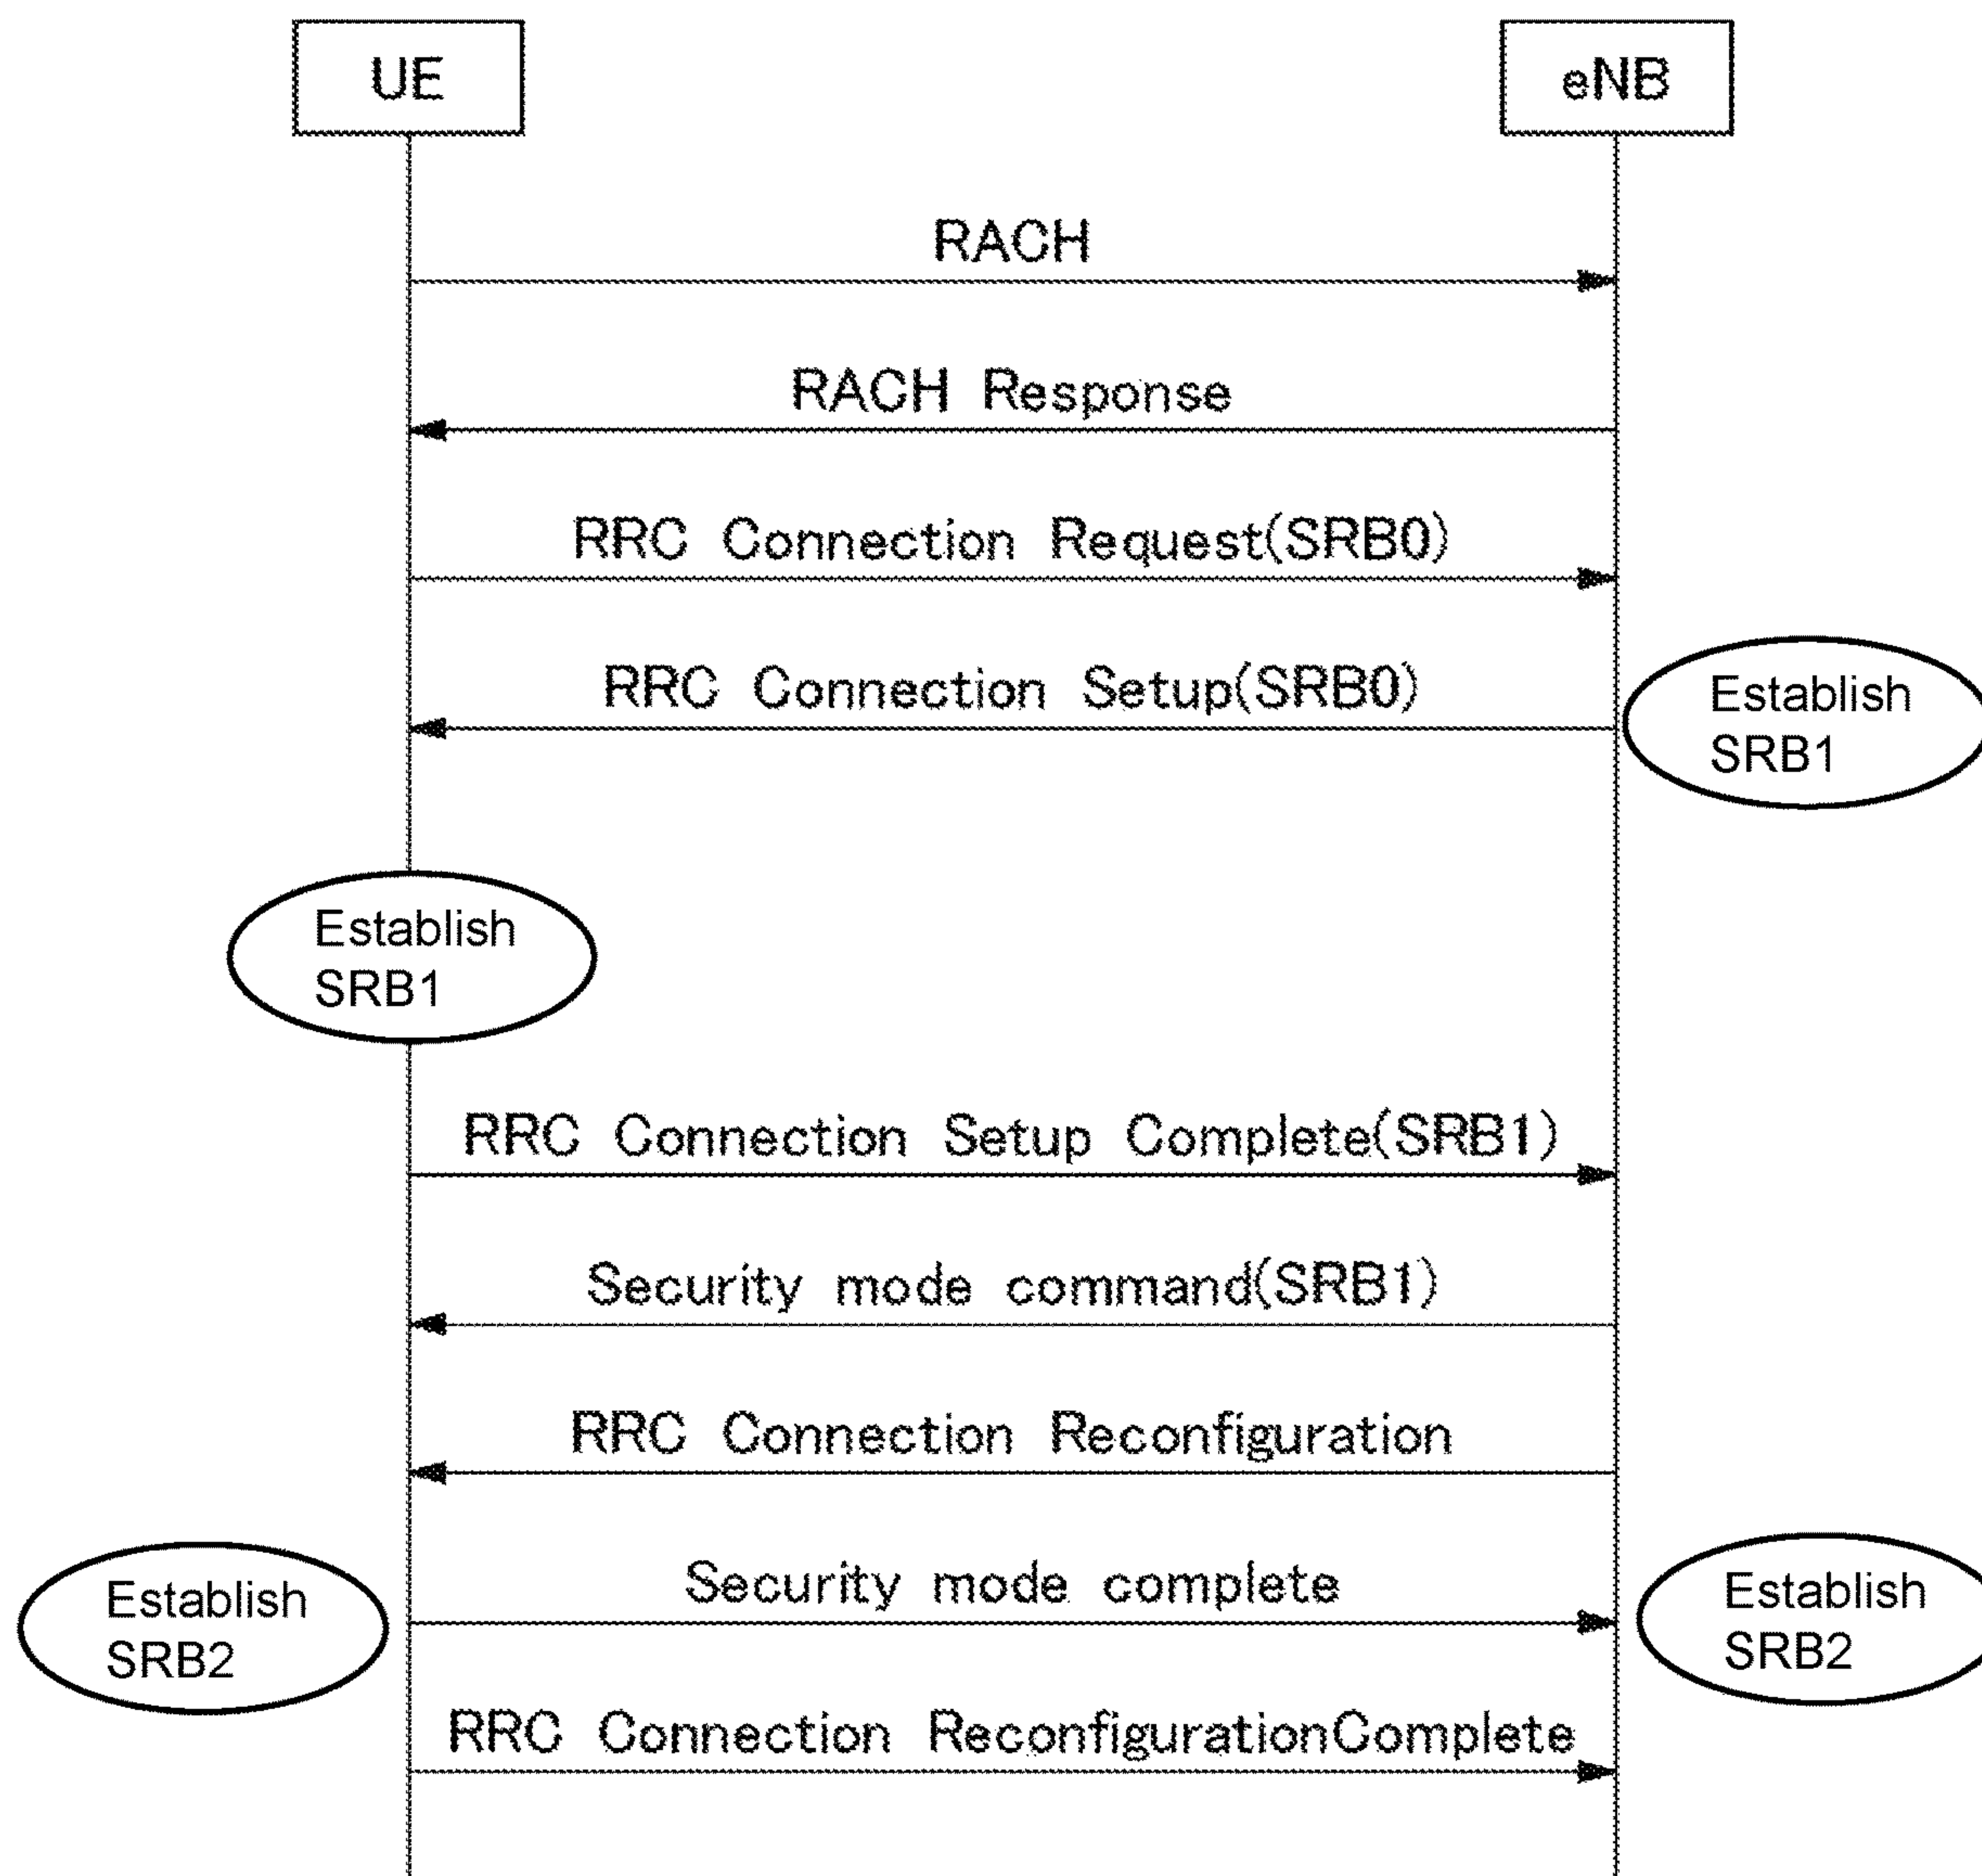 UE
eNB
RACH
RACH Response
RRC Connection Request(SRB0)
RRC Connection Setup(SRB0)
Establish
SRB1
Establish
SRB1
RRC Connection Setup Complete(SRB1)
Security mode command(SRB1)
RRC Connection Reconfiguration
Security mode complete
Establish
SRB2
Establish
SRB2
RRC Connection ReconfigurationComplete